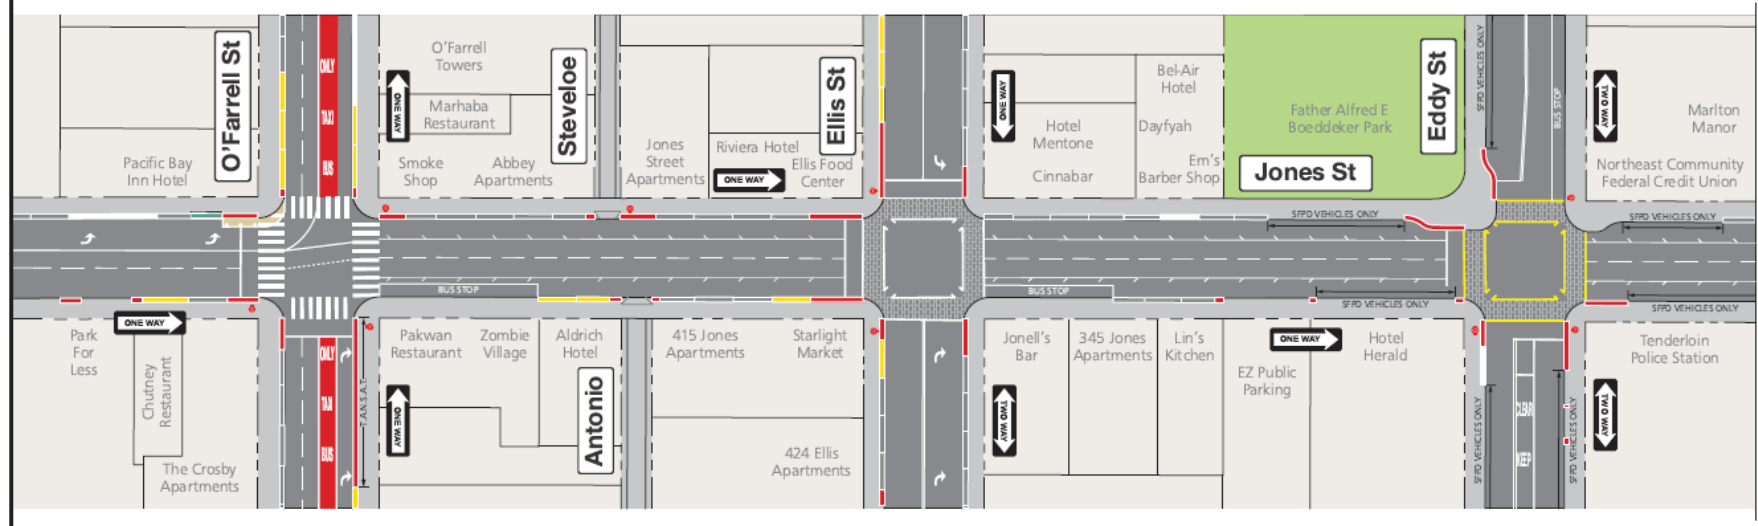 O'Farrell St
ONLY
TAXI
BUS
ONE WAY
O'Farrell
Towers
Marhaba
Restaurant
Smoke
Shop
Abbey
Apartments
Steveloe
Jones
Street
Apartments
Riviera Hotel
ONE WAY
Ellis Food
Center
Ellis St
ONE WAY
Hotel
Mentone
Cinnabar
Bel-Air
Hotel
Dayfyah
Em's
Barber Shop
Father Alfred E
Boeddeker Park
Jones St
Eddy St
SFPD VEHICLES ONLY
BUS STOP
TWO WAY
Marlton
Manor
Northeast Community
Federal Credit Union
Pacific Bay
Inn Hotel
SFPD VEHICLES ONLY
SFPD VEHICLES ONLY
BUS STOP
BUS STOP
SFPD VEHICLES ONLY
SFPD VEHICLES ONLY
ONE WAY
Park
For
Less
Chutney
Restaurant
The Crosby
Apartments
ONLY
TAXI
BUS
T.A.N.S.A.T.
ONE WAY
Pakwan
Restaurant
Zombie
Village
Aldrich
Hotel
Antonio
415 Jones
Apartments
Starlight
Market
424 Ellis
Apartments
TWO WAY
Jonell's
Bar
345 Jones
Apartments
Lin's
Kitchen
ONE WAY
EZ Public
Parking
Hotel
Herald
SFPD VEHICLES ONLY
CLEAR
KEEP
SFPD VEHICLES ONLY
TWO WAY
Tenderloin
Police Station